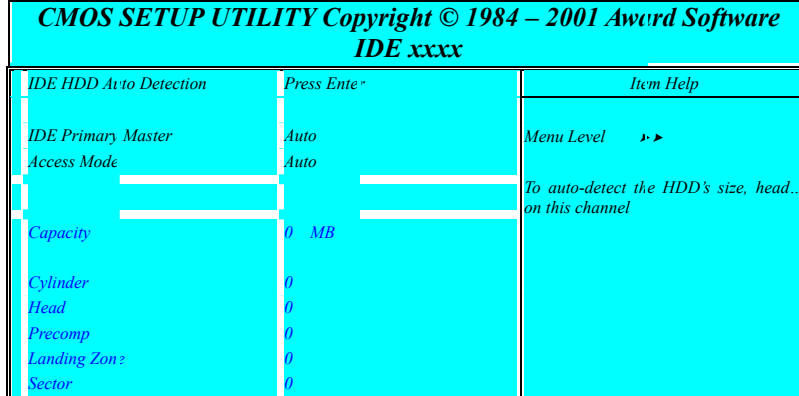 CMOS SETUP UTILITY Copyright © 1984 – 2001 Award Software
IDE xxxx
IDE HDD Auto Detection Press Enter Item Help
IDE Primary Master Auto Menu Level ►►
Access Mode Auto
To auto-detect the HDD's size, head..
on this channel
Capacity 0 MB
Cylinder 0
Head 0
Precomp 0
Landing Zone 0
Sector 0